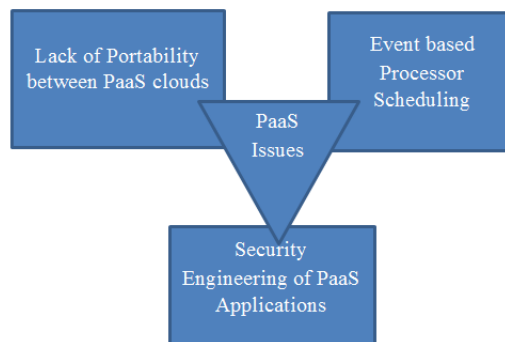 Lack of Portability
between PaaS clouds
Event based
Processor
Scheduling
PaaS
Issues
Security
Engineering of PaaS
Applications